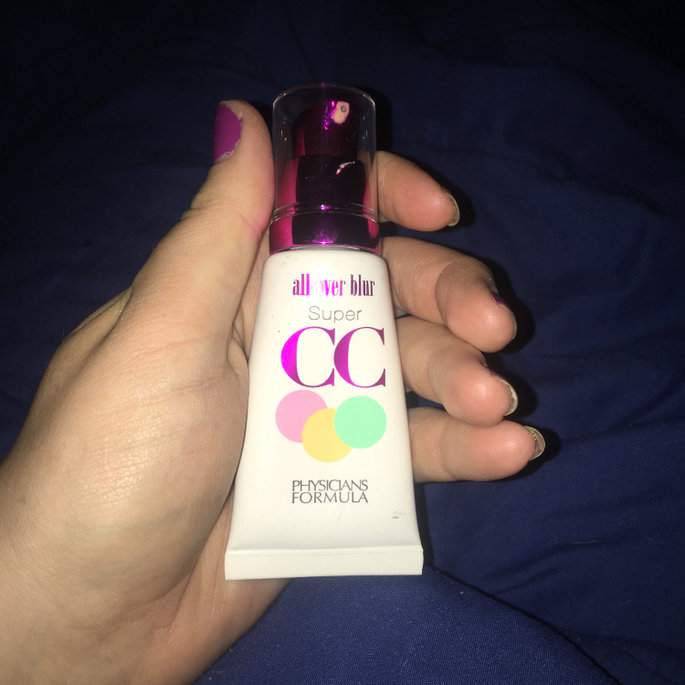 all over blur
Super
CC
PHYSICIANS
FORMULA